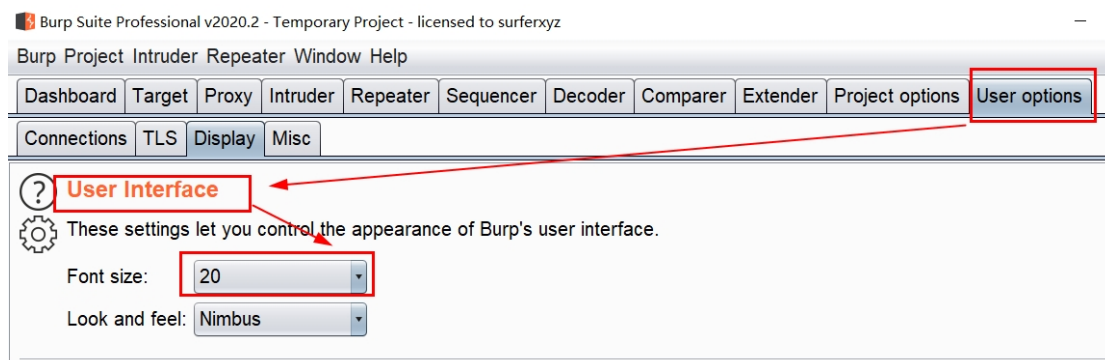 Burp Suite Professional v2020.2 - Temporary Project - licensed to surferxyz
Burp Project Intruder Repeater Window Help
Dashboard Target Proxy Intruder Repeater Sequencer Decoder Comparer Extender Project options User options
Connections TLS Display Misc
? User Interface
These settings let you control the appearance of Burp's user interface.
Font size: 20
Look and feel: Nimbus